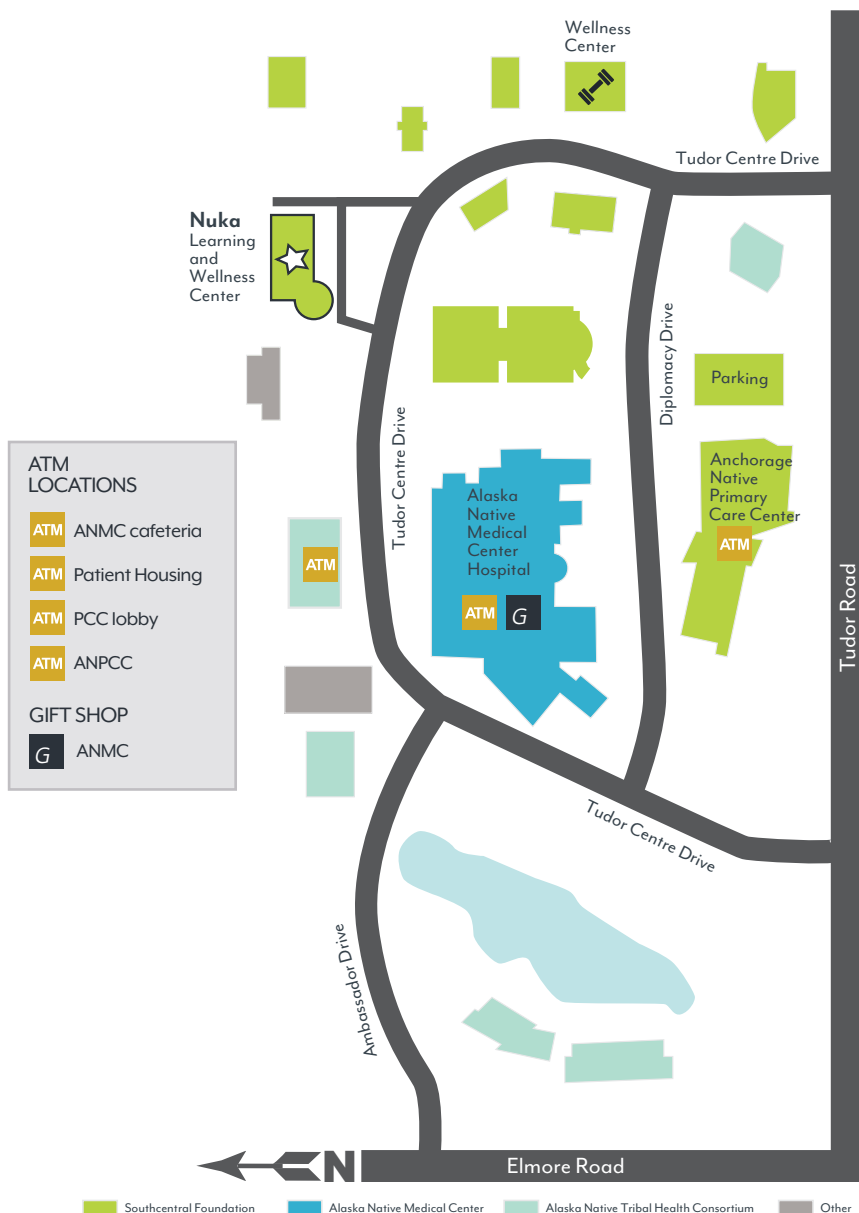 Wellness
Center
Tudor Centre Drive
Nuka
Learning
and
Wellness
Center
Diplomacy Drive
Parking
Tudor Centre Drive
Anchorage
Native
Primary
Care Center
ATM
Alaska
Native
Medical
Center
Hospital
ATM
G
ATM
ATM
LOCATIONS
ATM ANMC cafeteria
ATM Patient Housing
ATM PCC lobby
ATM ANPCC
GIFT SHOP
G ANMC
Tudor Road
Tudor Centre Drive
Ambassador Drive
N
Elmore Road
Southcentral Foundation
Alaska Native Medical Center
Alaska Native Tribal Health Consortium
Other